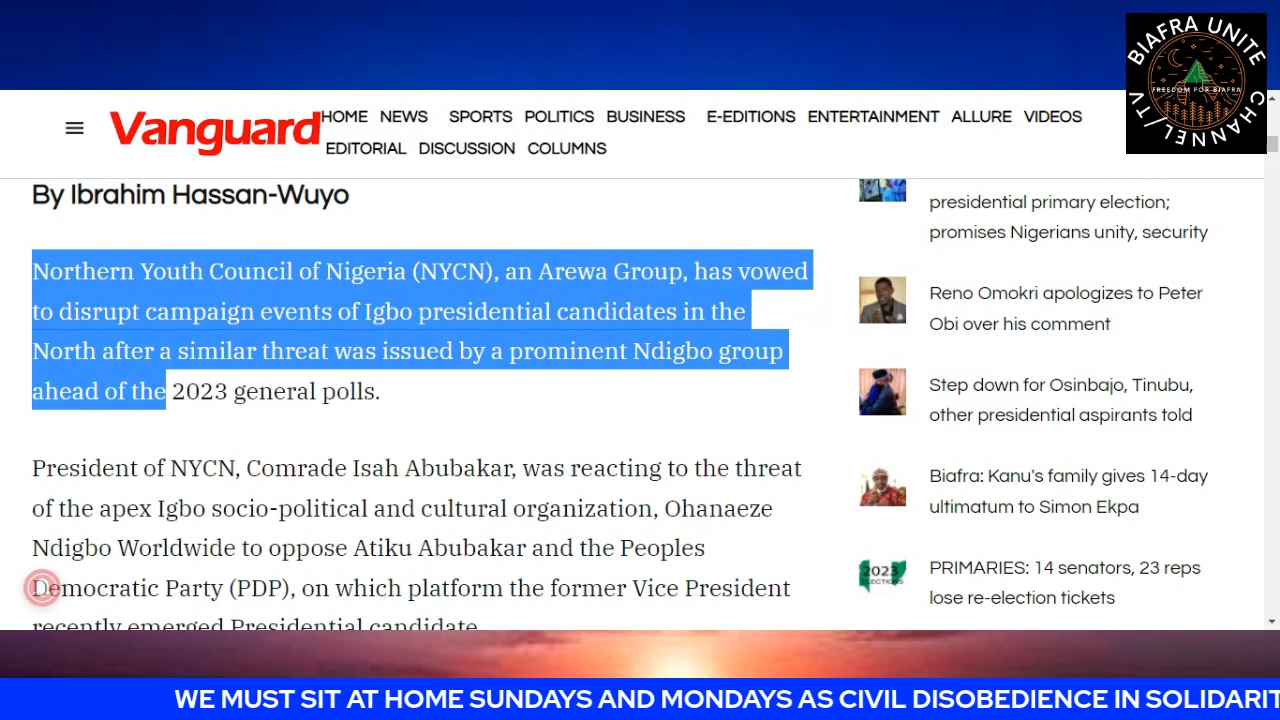 BIAFRA UNITE
FREEDOM FOR BIAFRA
CHANNEL/TV
Vanguard
HOME NEWS SPORTS POLITICS BUSINESS E-EDITIONS ENTERTAINMENT ALLURE VIDEOS
EDITORIAL DISCUSSION COLUMNS
By Ibrahim Hassan-Wuyo
Northern Youth Council of Nigeria (NYCN), an Arewa Group, has vowed
to disrupt campaign events of Igbo presidential candidates in the
North after a similar threat was issued by a prominent Ndigbo group
ahead of the 2023 general polls.
President of NYCN, Comrade Isah Abubakar, was reacting to the threat
of the apex Igbo socio-political and cultural organization, Ohanaeze
Ndigbo Worldwide to oppose Atiku Abubakar and the Peoples
Democratic Party (PDP), on which platform the former Vice President
recently emerged Presidential candidate
presidential primary election;
promises Nigerians unity, security
Reno Omokri apologizes to Peter
Obi over his comment
Step down for Osinbajo, Tinubu,
other presidential aspirants told
Biafra: Kanu's family gives 14-day
ultimatum to Simon Ekpa
2023
ELECTIONS
PRIMARIES: 14 senators, 23 reps
lose re-election tickets
WE MUST SIT AT HOME SUNDAYS AND MONDAYS AS CIVIL DISOBEDIENCE IN SOLIDARIT